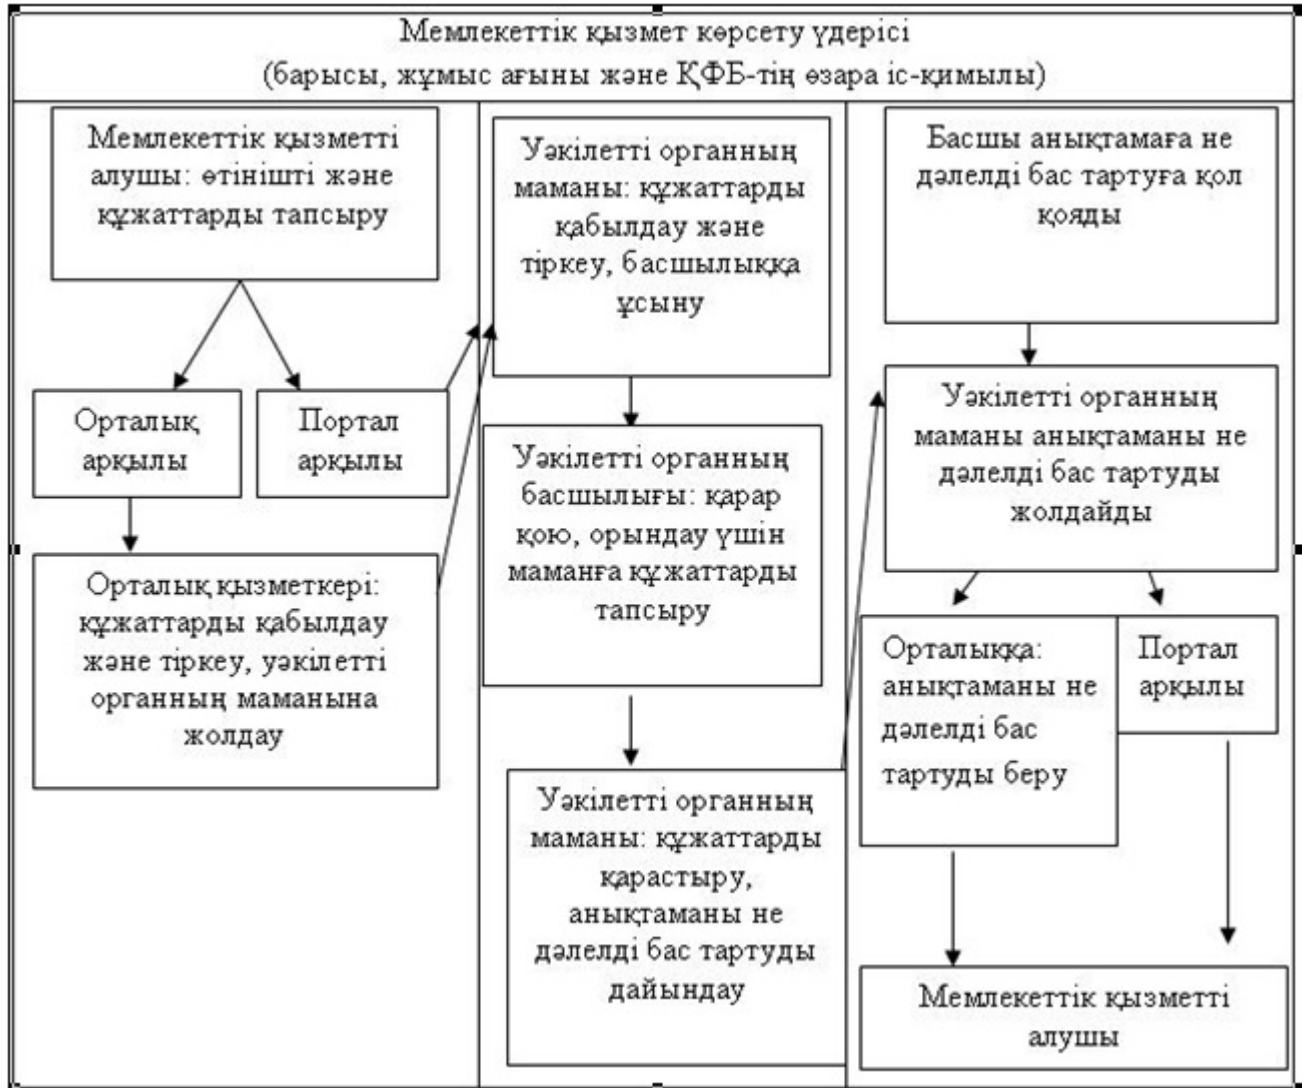 Мемлекеттік қызмет көрсету үдерісі
(барысы, жұмыс ағыны және ҚФБ-тің өзара іс-қимылы)
Мемлекеттік қызметті
алушы: өтінішті және
құжаттарды тапсыру
Орталық
арқылы
Портал
арқылы
Орталық қызметкері:
құжаттарды қабылдау
және тіркеу, уәкілетті
органның маманына
жолдау
Уәкілетті органның
маманы: құжаттарды
қабылдау және
тіркеу, басшылыққа
ұсыну
Уәкілетті органның
басшылығы: қарар
қою, орындау үшін
маманға құжаттарды
тапсыру
Уәкілетті органның
маманы: құжаттарды
қарастыру,
анықтаманы не
дәлелді бас тартуды
дайындау
Басшы анықтамаға не
дәлелді бас тартуға қол
қояды
Уәкілетті органның
маманы анықтаманы не
дәлелді бас тартуды
жолдайды
Орталыққа:
анықтаманы не
дәлелді бас
тартуды беру
Портал
арқылы
Мемлекеттік қызметті
алушы